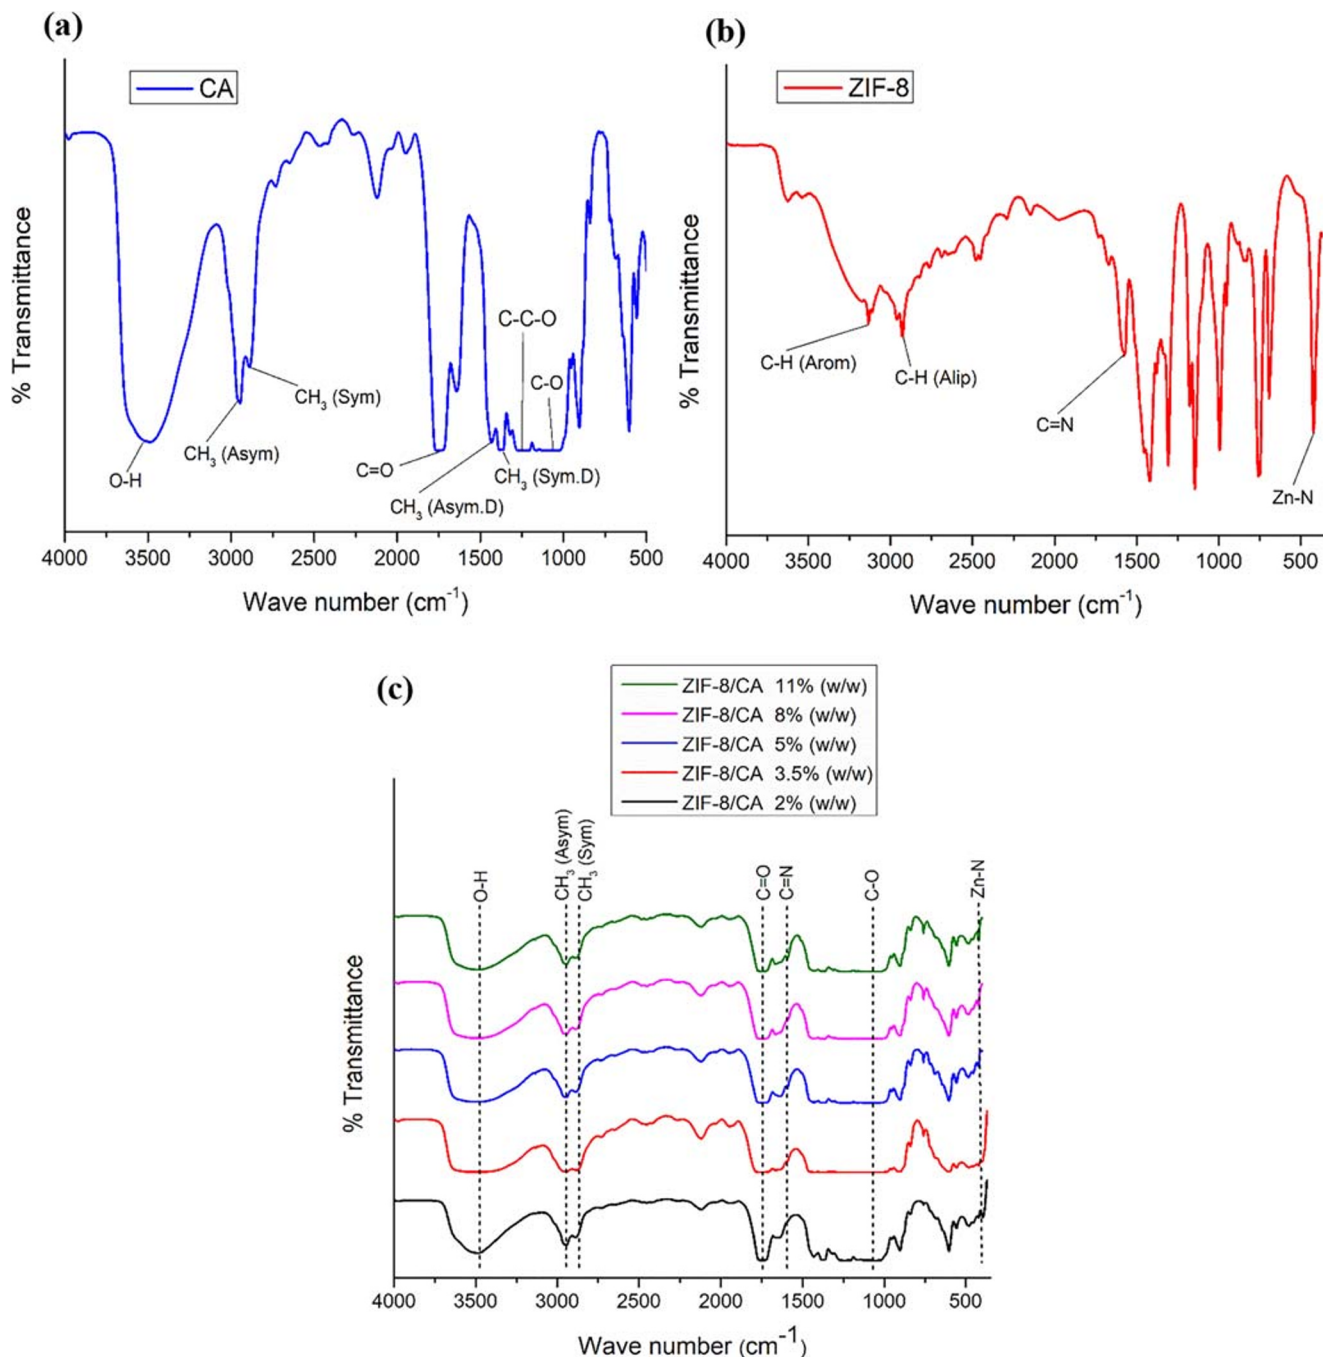 (a)
CA
% Transmittance
O-H
CH₃ (Asym)
CH₃ (Sym)
C=O
CH₃ (Asym.D)
CH₃ (Sym.D)
C-C-O
C-O
4000 3500 3000 2500 2000 1500 1000 500
Wave number (cm⁻¹)
(b)
ZIF-8
% Transmittance
C-H (Arom)
C-H (Alip)
C=N
Zn-N
4000 3500 3000 2500 2000 1500 1000 500
Wave number (cm⁻¹)
(c)
ZIF-8/CA 11% (w/w)
ZIF-8/CA 8% (w/w)
ZIF-8/CA 5% (w/w)
ZIF-8/CA 3.5% (w/w)
ZIF-8/CA 2% (w/w)
% Transmittance
O-H
CH₃ (Asym)
CH₃ (Sym)
C=O
C=N
C-O
Zn-N
4000 3500 3000 2500 2000 1500 1000 500
Wave number (cm⁻¹)